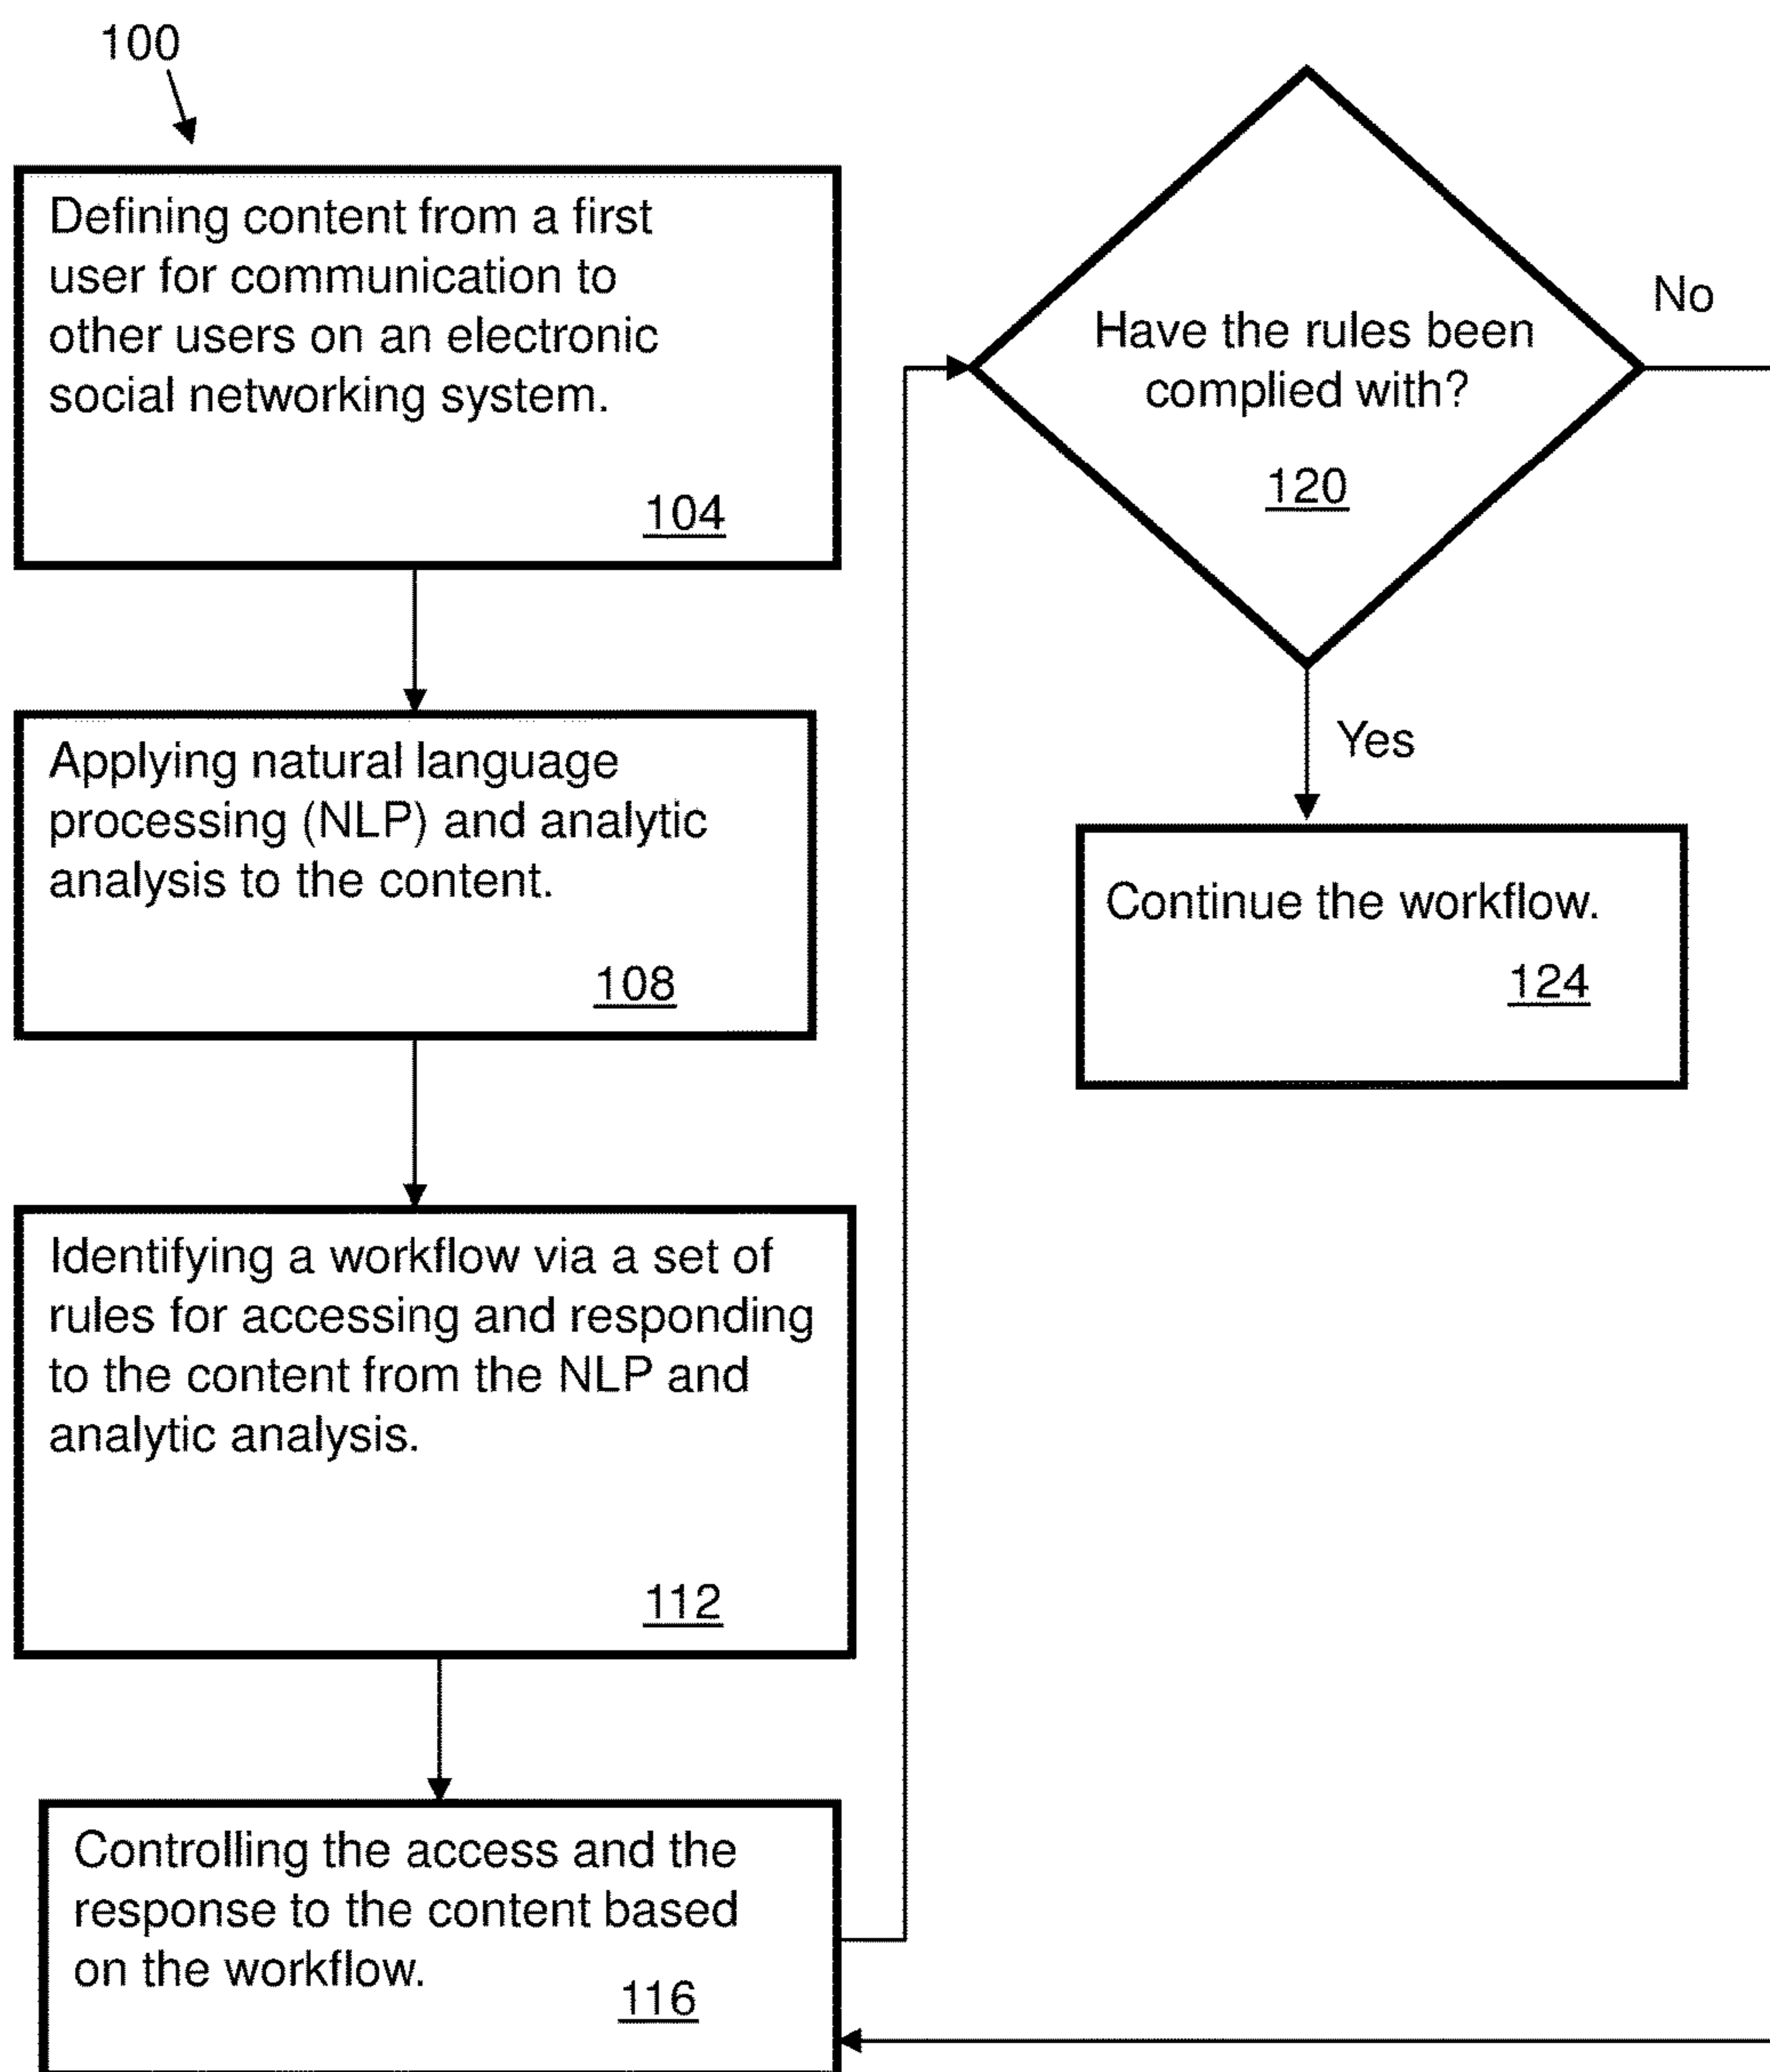 100
Defining content from a first
user for communication to
other users on an electronic
social networking system.
104
Applying natural language
processing (NLP) and analytic
analysis to the content.
108
Identifying a workflow via a set of
rules for accessing and responding
to the content from the NLP and
analytic analysis.
112
Controlling the access and the
response to the content based
on the workflow.
116
Have the rules been
complied with?
120
No
Yes
Continue the workflow.
124